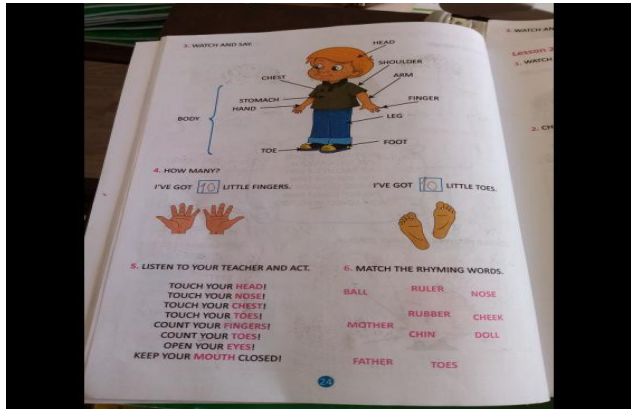 3. WATCH AND SAY.
HEAD
SHOULDER
CHEST
ARM
STOMACH
FINGER
HAND
BODY
LEG
FOOT
TOE
4. HOW MANY?
I'VE GOT 10 LITTLE FINGERS.
I'VE GOT 10 LITTLE TOES.
5. LISTEN TO YOUR TEACHER AND ACT.
TOUCH YOUR HEAD!
TOUCH YOUR NOSE!
TOUCH YOUR CHEST!
TOUCH YOUR TOES!
COUNT YOUR FINGERS!
COUNT YOUR TOES!
OPEN YOUR EYES!
KEEP YOUR MOUTH CLOSED!
6. MATCH THE RHYMING WORDS.
BALL RULER NOSE
RUBBER CHEEK
MOTHER
CHIN DOLL
FATHER TOES
24
WATCH AN
Lesson 2
1. WATCH
2. CH